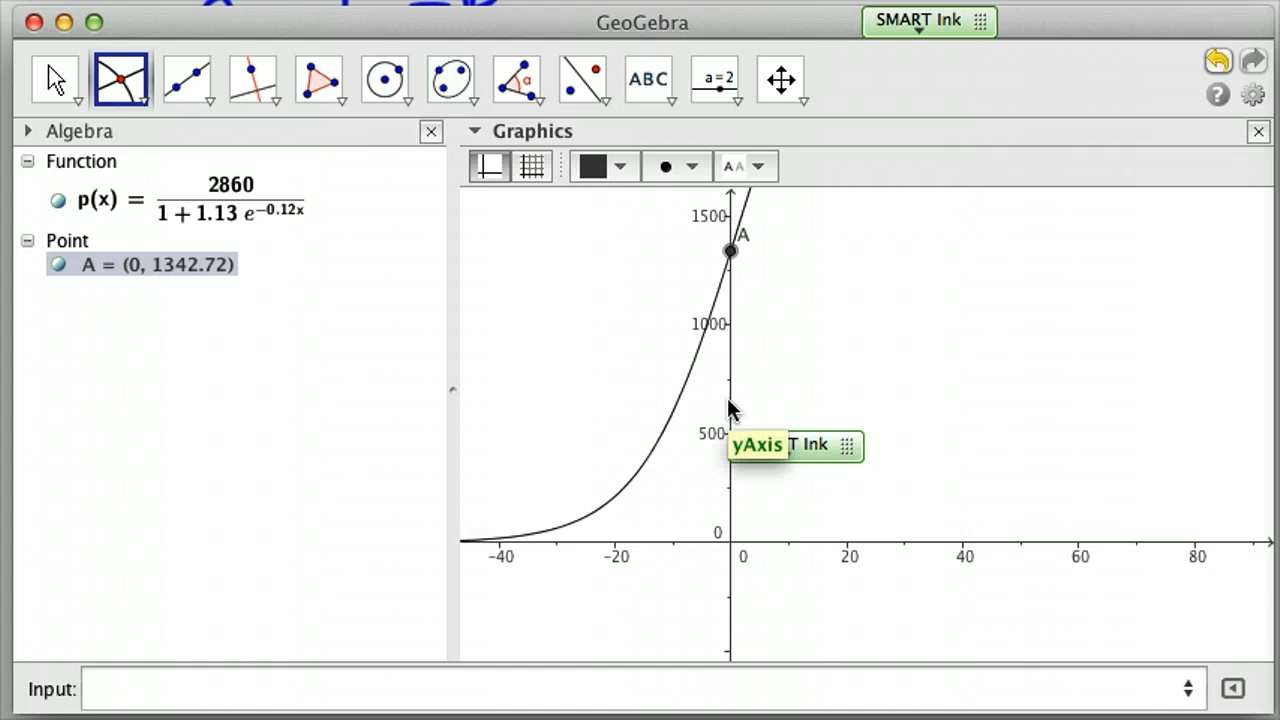 GeoGebra
SMART Ink
ABC
a=2
α
Algebra
Graphics
Function
p(x) = 2860 / 1 + 1.13 e^−0.12x
Point
A = (0, 1342.72)
A A
1500
A
1000
500
yAxis
T Ink
0
−40 −20 0 20 40 60 80
Input: